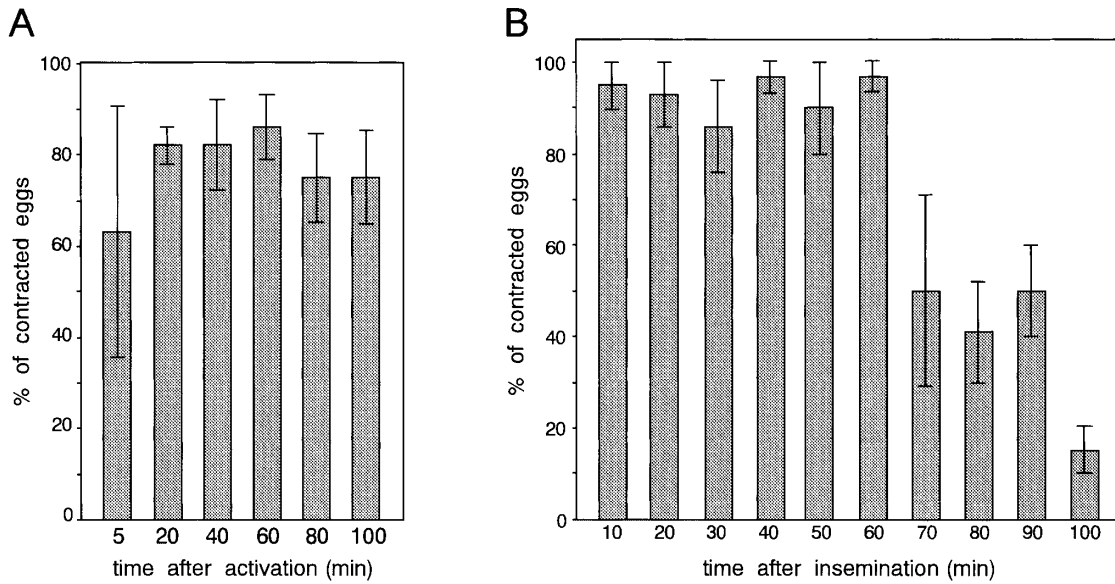 A
% of contracted eggs
100
80
60
40
20
0
5 20 40 60 80 100
time after activation (min)
B
% of contracted eggs
100
80
60
40
20
0
10 20 30 40 50 60 70 80 90 100
time after insemination (min)